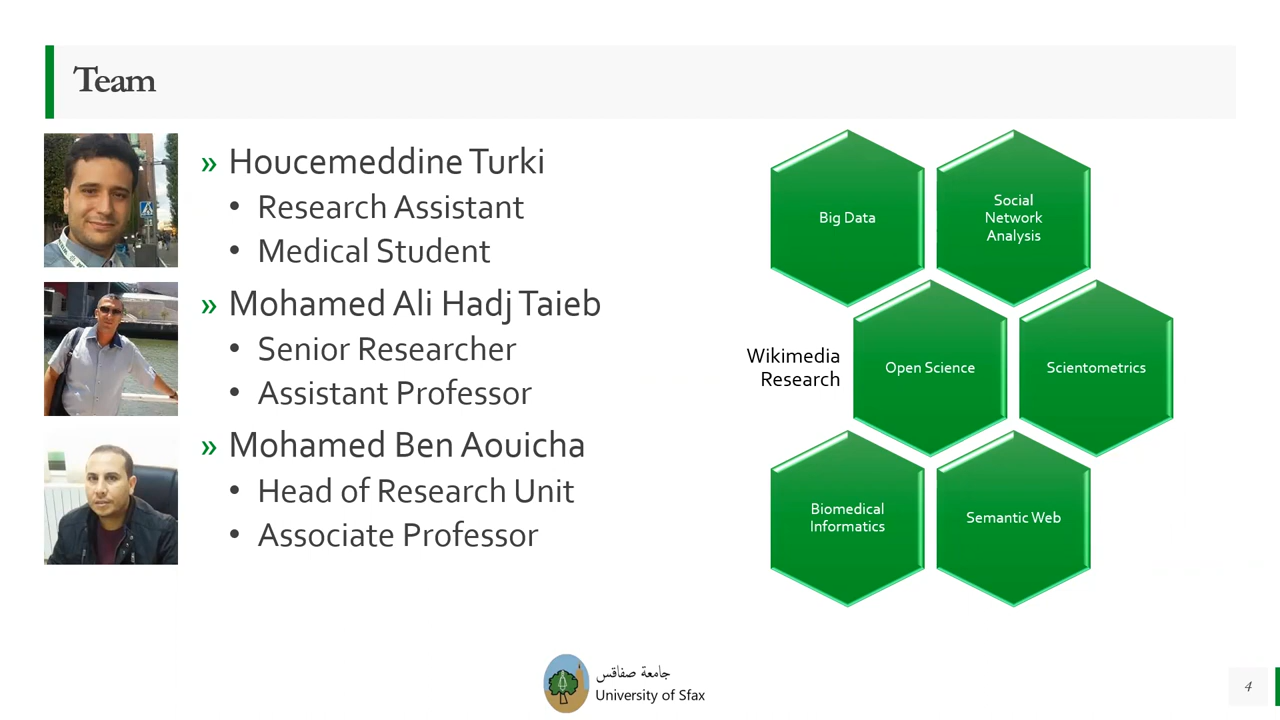 Team
» Houcemeddine Turki
• Research Assistant
• Medical Student
» Mohamed Ali Hadj Taieb
• Senior Researcher
• Assistant Professor
» Mohamed Ben Aouicha
• Head of Research Unit
• Associate Professor
Big Data
Social
Network
Analysis
Wikimedia
Research
Open Science
Scientometrics
Biomedical
Informatics
Semantic Web
جامعة صفاقس
University of Sfax
4